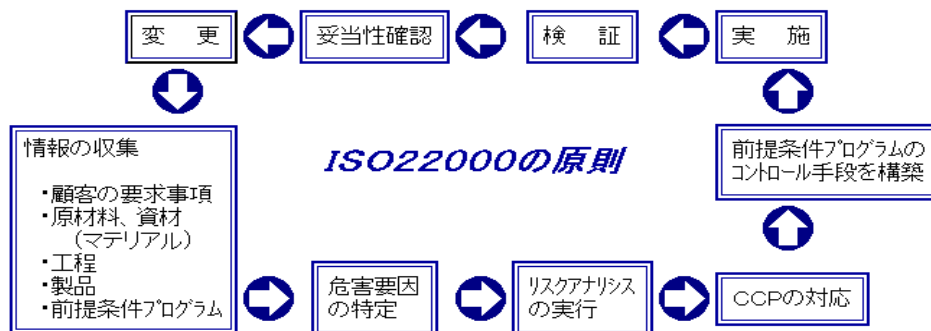 変　更
妥当性確認
検　証
実　施
情報の収集
・顧客の要求事項
・原材料、資材
（マテリアル）
・工程
・製品
・前提条件プログラム
ISO22000の原則
前提条件プログラムの
コントロール手段を構築
危害要因
の特定
リスクアナリシス
の実行
CCPの対応